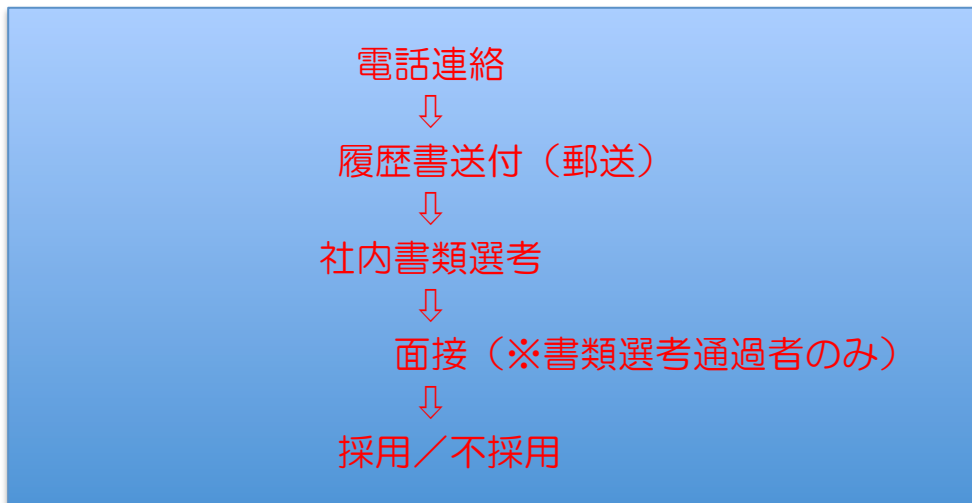 電話連絡
⇩
履歴書送付（郵送）
⇩
社内書類選考
⇩
面接（※書類選考通過者のみ）
⇩
採用／不採用